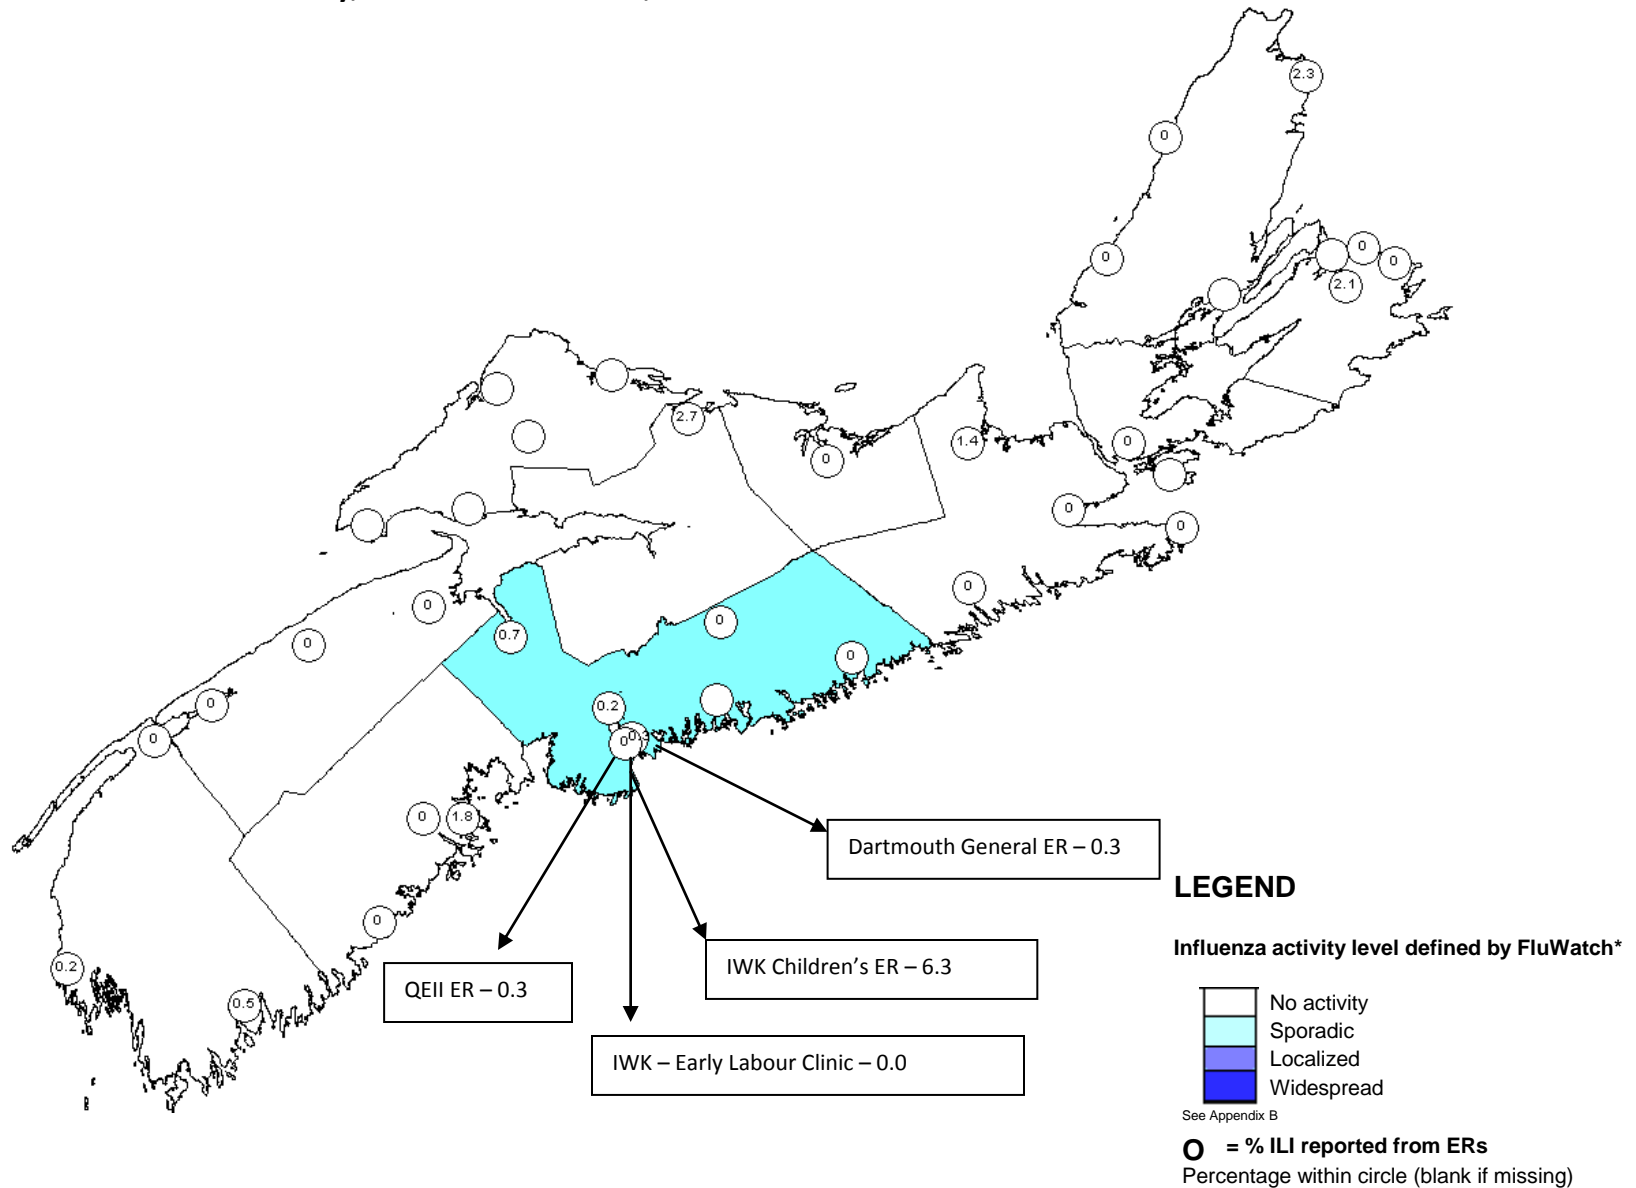 2.3
0
0
0
0
2.1
2.7
1.4
0
0
0
0
0
0
0
0.7
0
0
0
0.2
0
0
0.3
0
0
1.8
Dartmouth General ER – 0.3
LEGEND
0
Influenza activity level defined by FluWatch*
IWK Children’s ER – 6.3
0.2
QEII ER – 0.3
0.5
No activity
Sporadic
Localized
Widespread
IWK – Early Labour Clinic – 0.0
See Appendix B
O = % ILI reported from ERs
Percentage within circle (blank if missing)